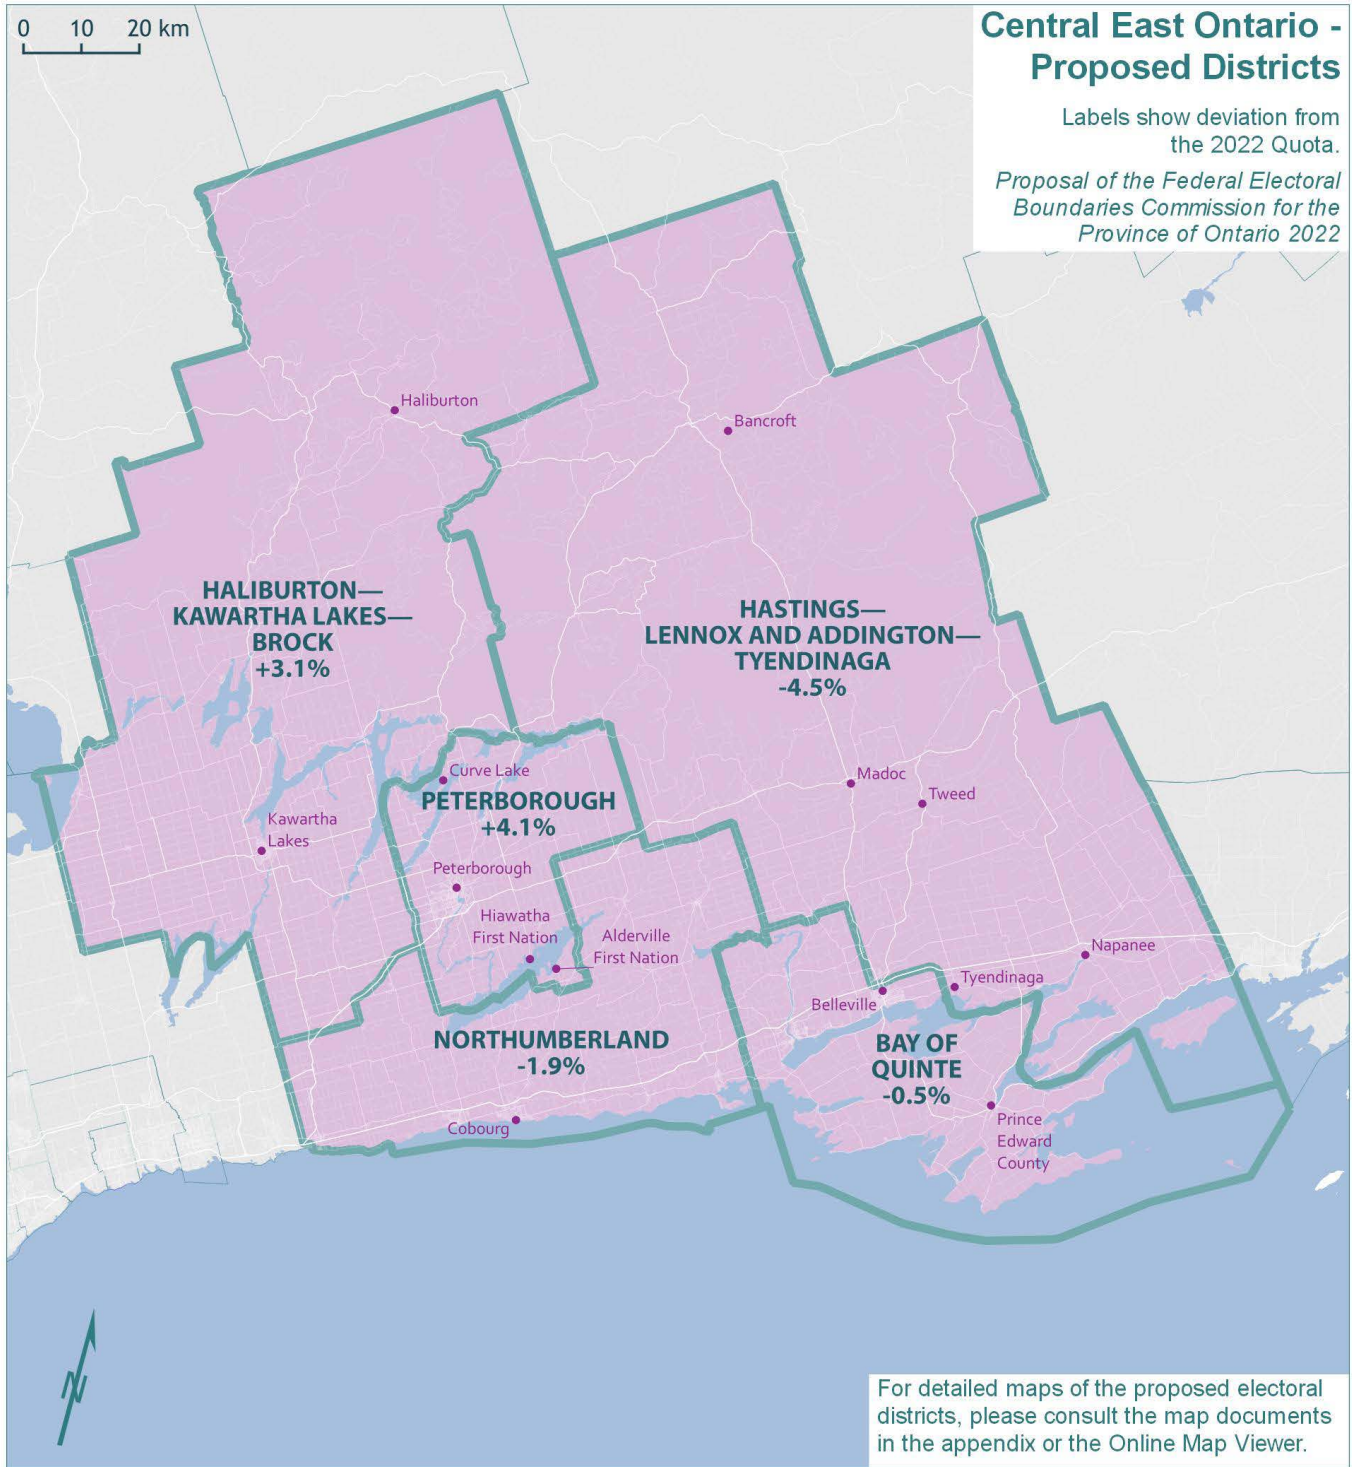 0 10 20 km
Central East Ontario -
Proposed Districts
Labels show deviation from
the 2022 Quota.
Proposal of the Federal Electoral
Boundaries Commission for the
Province of Ontario 2022
Haliburton
Bancroft
HALIBURTON—
KAWARTHA LAKES—
BROCK
+3.1%
HASTINGS—
LENNOX AND ADDINGTON—
TYENDINAGA
-4.5%
Curve Lake
PETERBOROUGH
+4.1%
Madoc
Tweed
Kawartha
Lakes
Peterborough
Hiawatha
First Nation
Alderville
First Nation
Napanee
Tyendinaga
Belleville
NORTHUMBERLAND
-1.9%
BAY OF
QUINTE
-0.5%
Cobourg
Prince
Edward
County
N
For detailed maps of the proposed electoral
districts, please consult the map documents
in the appendix or the Online Map Viewer.